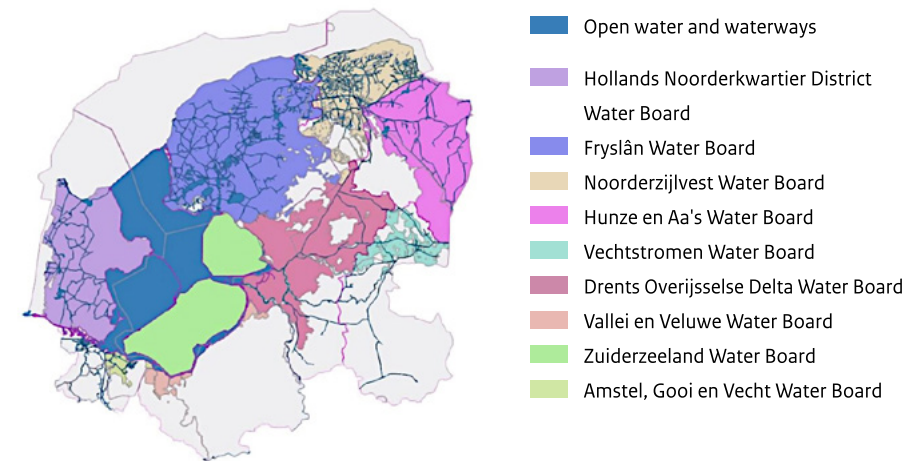 Open water and waterways
Hollands Noorderkwartier District
Water Board
Fryslân Water Board
Noorderzijlvest Water Board
Hunze en Aa's Water Board
Vechtstromen Water Board
Drents Overijsselse Delta Water Board
Vallei en Veluwe Water Board
Zuiderzeeland Water Board
Amstel, Gooi en Vecht Water Board